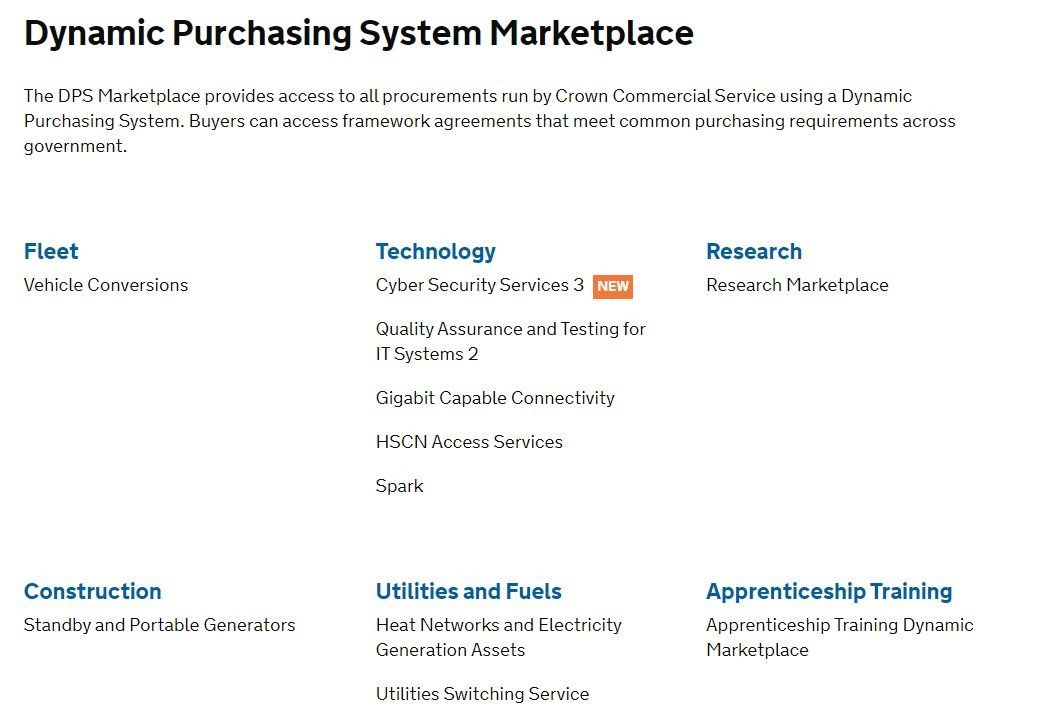 Dynamic Purchasing System Marketplace
The DPS Marketplace provides access to all procurements run by Crown Commercial Service using a Dynamic
Purchasing System. Buyers can access framework agreements that meet common purchasing requirements across
government.
Fleet
Vehicle Conversions
Technology
Cyber Security Services 3 NEW
Quality Assurance and Testing for
IT Systems 2
Gigabit Capable Connectivity
HSCN Access Services
Spark
Research
Research Marketplace
Construction
Standby and Portable Generators
Utilities and Fuels
Heat Networks and Electricity
Generation Assets
Utilities Switching Service
Apprenticeship Training
Apprenticeship Training Dynamic
Marketplace